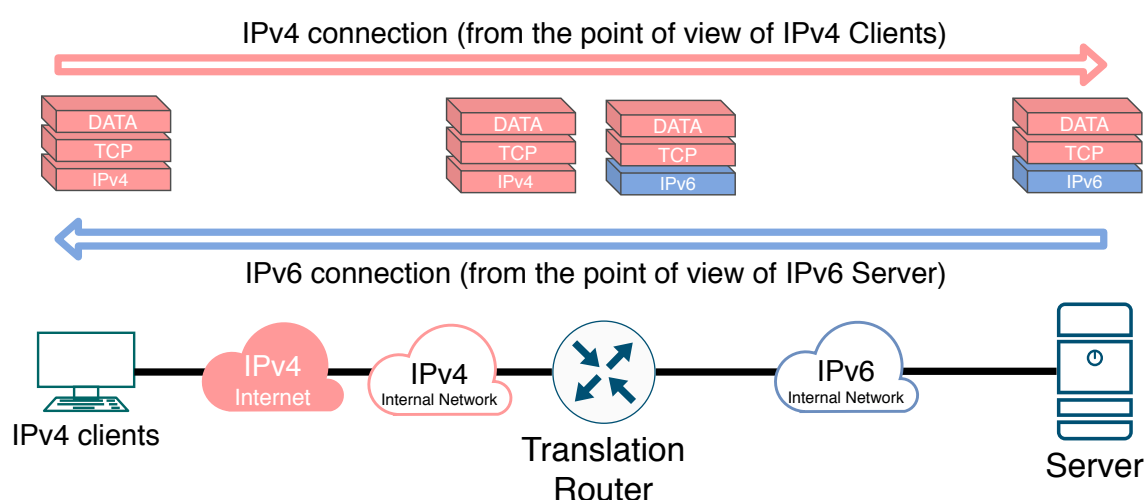 IPv4 connection (from the point of view of IPv4 Clients)
DATA
TCP
IPv4
DATA
TCP
IPv4
DATA
TCP
IPv6
DATA
TCP
IPv6
IPv6 connection (from the point of view of IPv6 Server)
IPv4 clients
IPv4
Internet
IPv4
Internal Network
Translation
Router
IPv6
Internal Network
Server